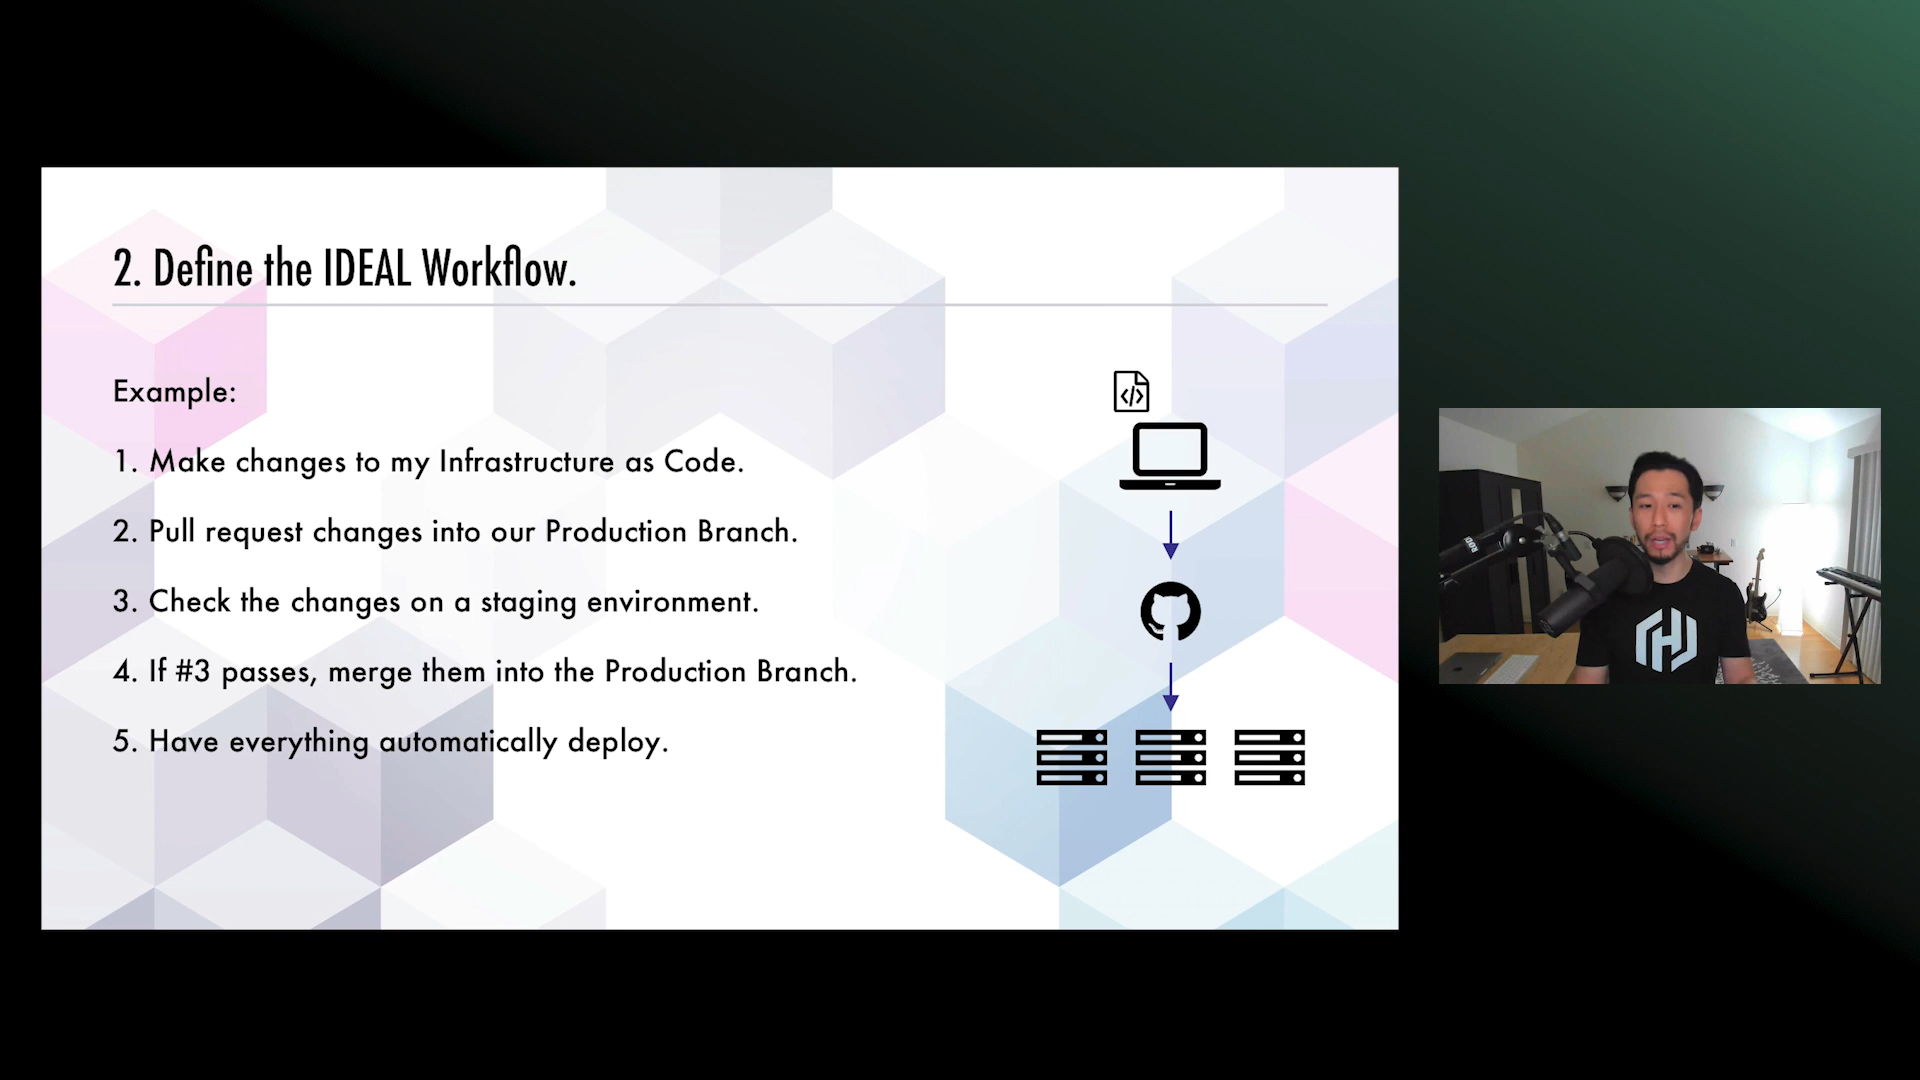 2. Define the IDEAL Workflow.
Example:
1. Make changes to my Infrastructure as Code.
2. Pull request changes into our Production Branch.
3. Check the changes on a staging environment.
4. If #3 passes, merge them into the Production Branch.
5. Have everything automatically deploy.